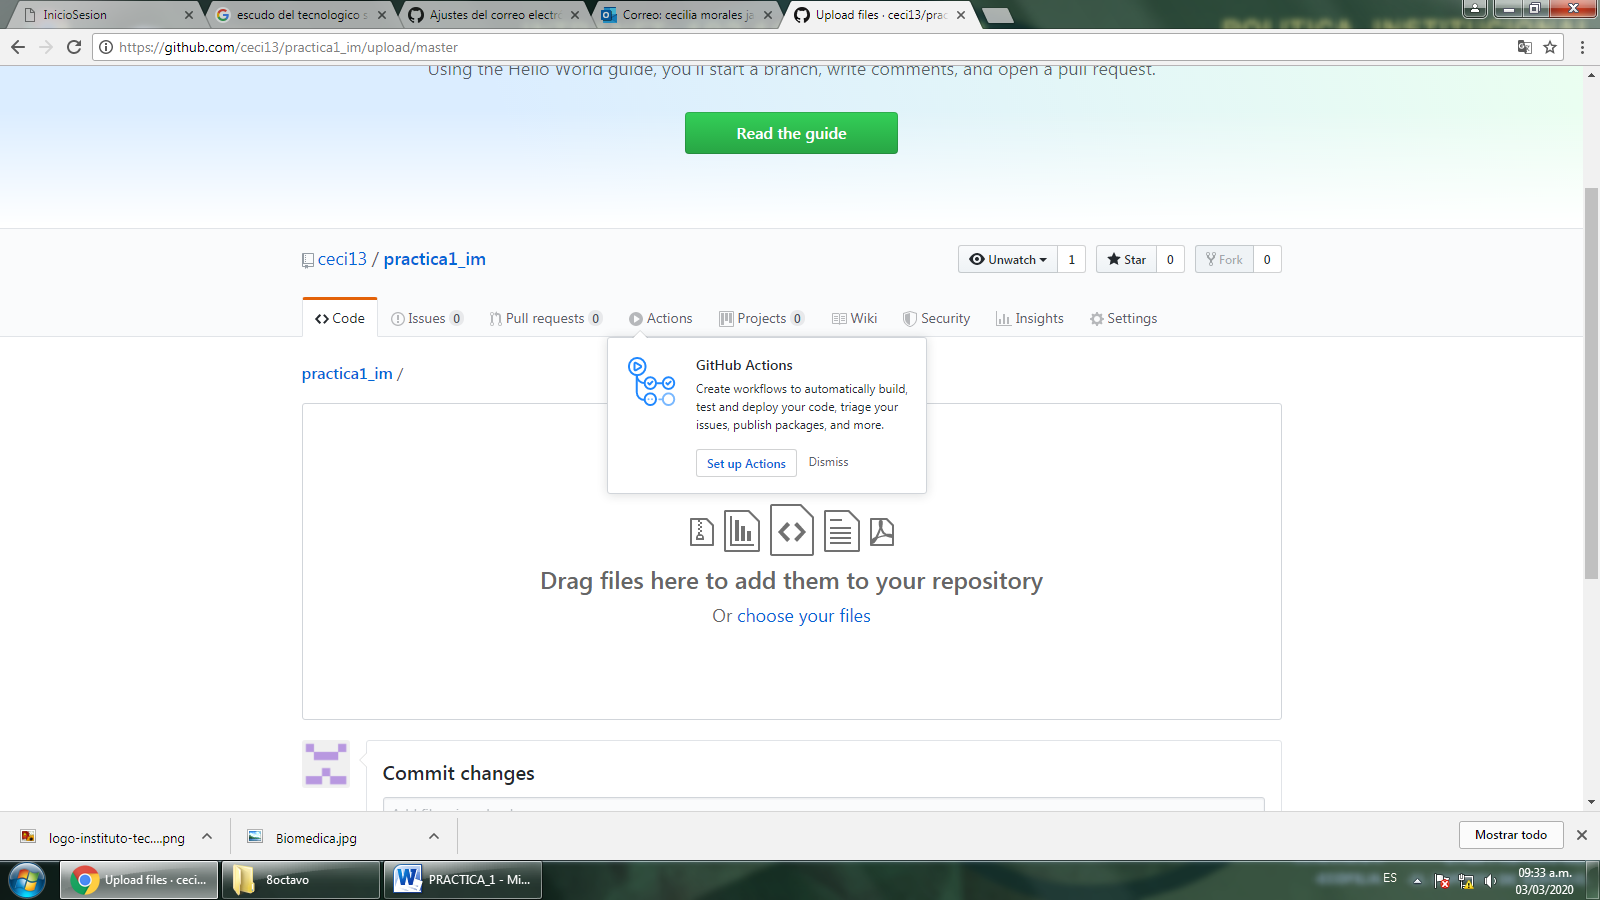 InicioSesion
escudo del tecnologico s
Ajustes del correo electró
Correo: cecilia morales ja
Upload files · ceci13/prac
https://github.com/ceci13/practica1_im/upload/master
Using the Hello World guide, you'll start a branch, write comments, and open a pull request.
Read the guide
ceci13 / practica1_im
Unwatch 1
Star 0
Fork 0
Code
Issues 0
Pull requests 0
Actions
Projects 0
Wiki
Security
Insights
Settings
GitHub Actions
Create workflows to automatically build,
test and deploy your code, triage your
issues, publish packages, and more.
Set up Actions
Dismiss
practica1_im /
Drag files here to add them to your repository
Or choose your files
Commit changes
logo-instituto-tec....png
Biomedica.jpg
Mostrar todo
Upload files · ceci...
8octavo
PRACTICA_1 - Mi...
ES
09:33 a.m.
03/03/2020